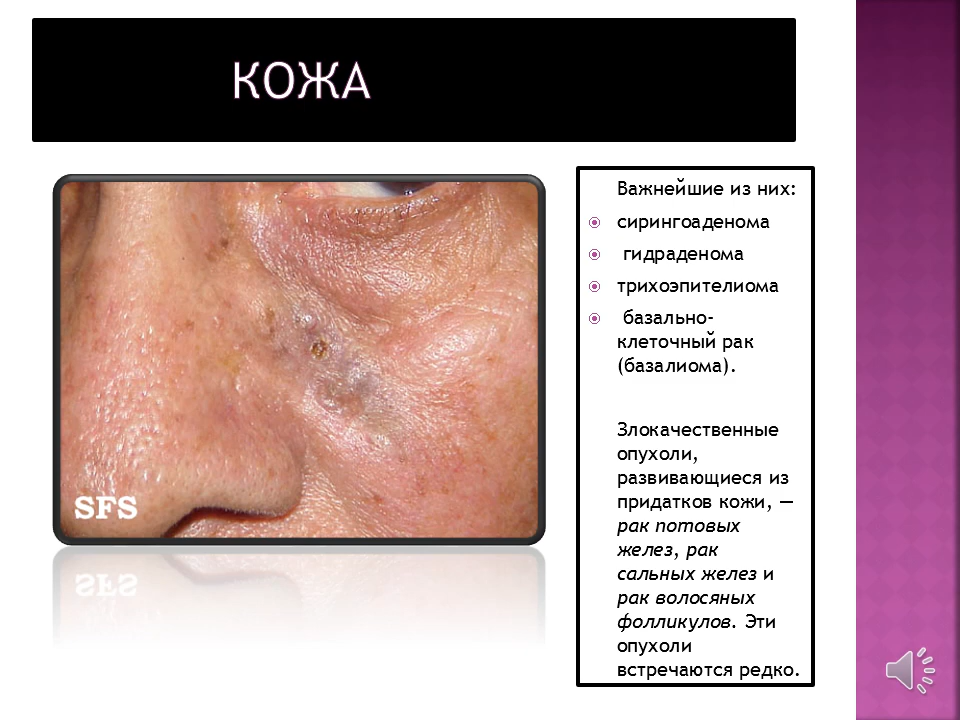 КОЖА
Важнейшие из них:
сирингоаденома
гидраденома
трихоэпителиома
базально-
клеточный рак
(базалиома).
Злокачественные
опухоли,
развивающиеся из
придатков кожи, —
рак потовых
желез, рак
сальных желез и
рак волосяных
фолликулов. Эти
опухоли
встречаются редко.
SFS